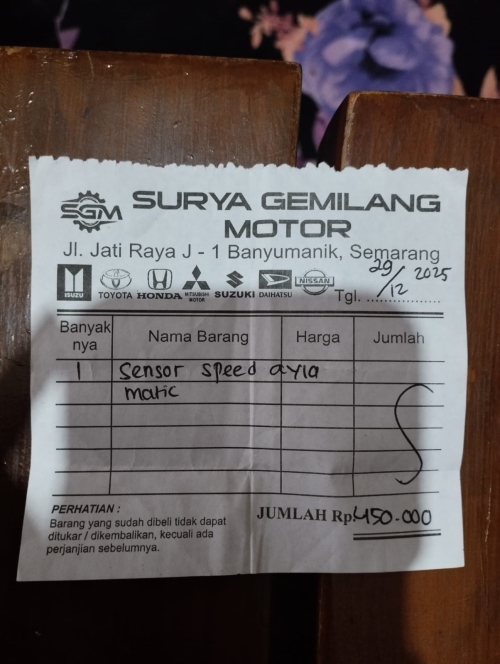 SGM
SURYA GEMILANG
MOTOR
Jl. Jati Raya J - 1 Banyumanik, Semarang
ISUZU TOYOTA HONDA MITSUBISHI MOTOR SUZUKI DAIHATSU NISSAN
Tgl. 29/12 2025
Banyak nya Nama Barang Harga Jumlah
1 Sensor speed ayla
matic
PERHATIAN :
Barang yang sudah dibeli tidak dapat
ditukar / dikembalikan, kecuali ada
perjanjian sebelumnya.
JUMLAH Rp. 450.000